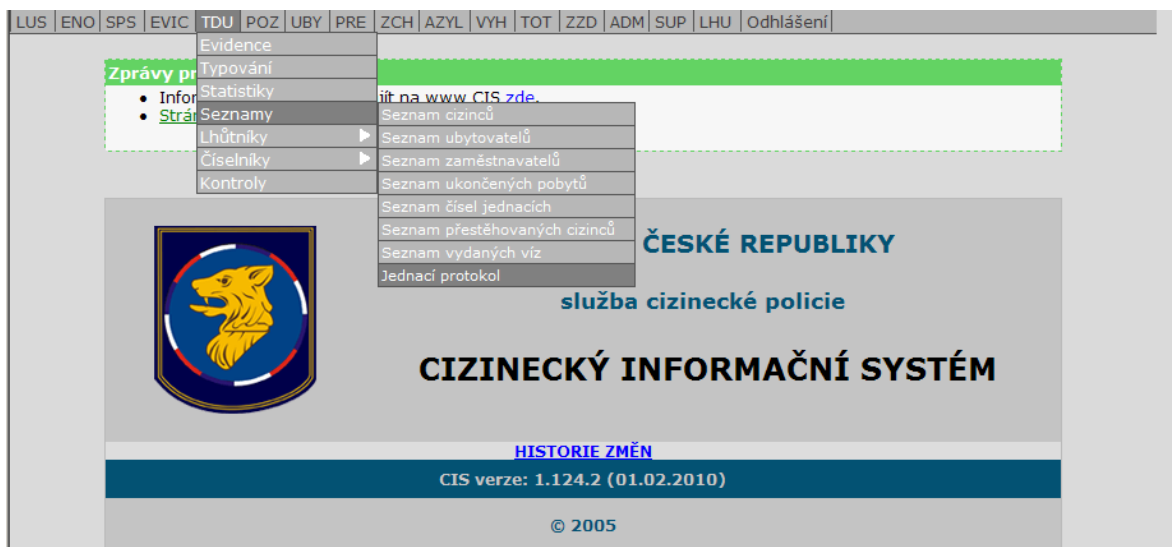 LUS ENO SPS EVIC TDU POZ UBY PRE ZCH AZYL VYH TOT ZZD ADM SUP LHU Odhlášení
Evidence
Typování
Statistiky
Seznamy
Lhůtníky
Číselníky
Kontroly
Zprávy pr
Infor jít na www CIS zde.
Strán
Seznam cizinců
Seznam ubytovatelů
Seznam zaměstnavatelů
Seznam ukončených pobytů
Seznam čísel jednacích
Seznam přestěhovaných cizinců
Seznam vydaných víz
Jednací protokol
ČESKÉ REPUBLIKY
služba cizinecké policie
CIZINECKÝ INFORMAČNÍ SYSTÉM
HISTORIE ZMĚN
CIS verze: 1.124.2 (01.02.2010)
© 2005